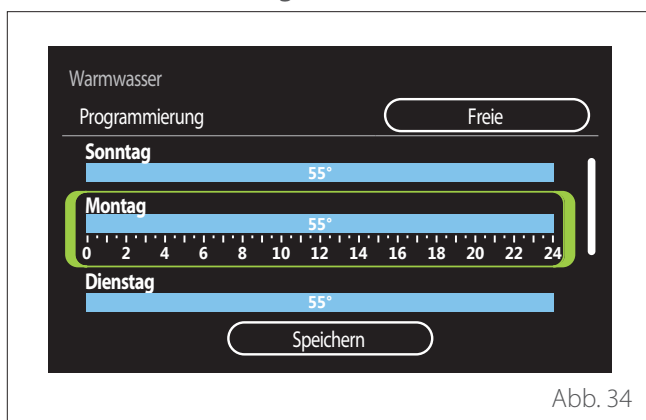 Warmwasser
Programmierung Freie
Sonntag
55°
Montag
55°
0 2 4 6 8 10 12 14 16 18 20 22 24
Dienstag
55°
Speichern
Abb. 34